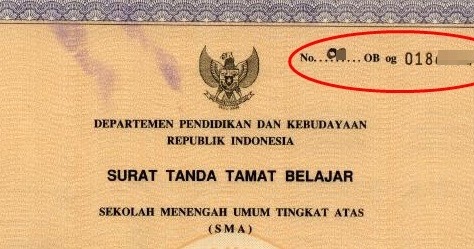 No. ......... OB og 018
DEPARTEMEN PENDIDIKAN DAN KEBUDAYAAN
REPUBLIK INDONESIA
SURAT TANDA TAMAT BELAJAR
SEKOLAH MENENGAH UMUM TINGKAT ATAS
(SMA)